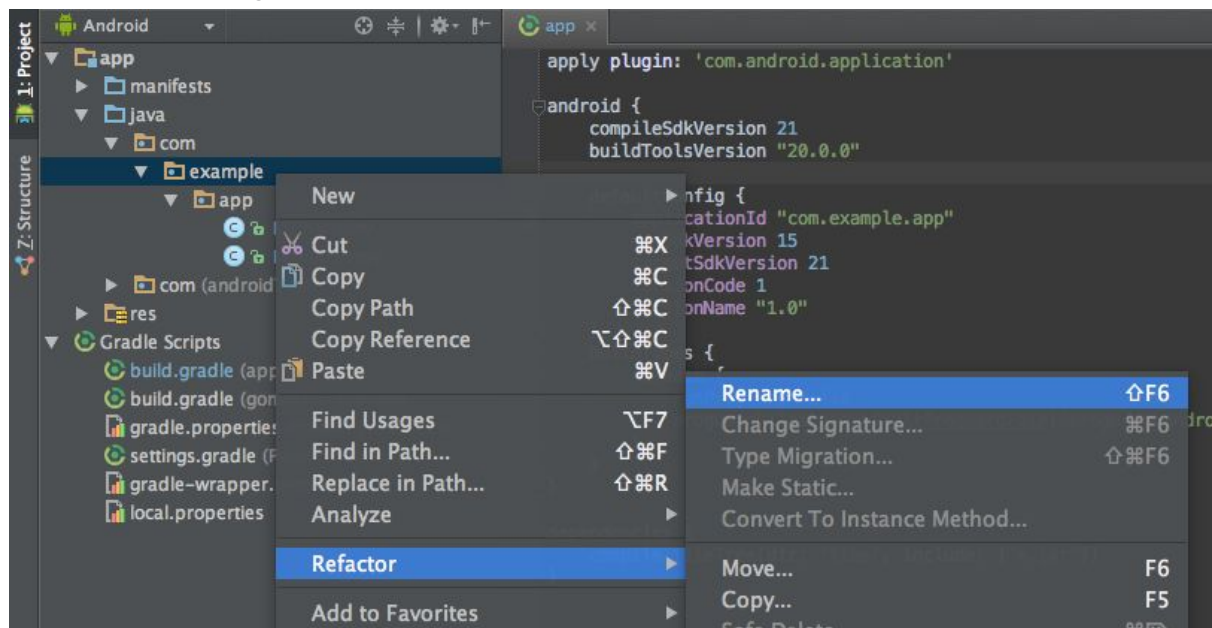 1: Project
Z: Structure
Android
app
manifests
java
com
example
app
com (android
res
Gradle Scripts
build.gradle (app
build.gradle (gon
gradle.properties
settings.gradle (P
gradle-wrapper.
local.properties
app
apply plugin: 'com.android.application'
android {
compileSdkVersion 21
buildToolsVersion "20.0.0"
nfig {
cationId "com.example.app"
kVersion 15
tSdkVersion 21
onCode 1
onName "1.0"
s {
{
New
Cut ⌘X
Copy ⌘C
Copy Path ⇧⌘C
Copy Reference ⌥⇧⌘C
Paste ⌘V
Find Usages ⌥F7
Find in Path... ⇧⌘F
Replace in Path... ⇧⌘R
Analyze
Refactor
Add to Favorites
Rename... ⇧F6
Change Signature... ⌘F6
Type Migration... ⇧⌘F6
Make Static...
Convert To Instance Method...
Move... F6
Copy... F5